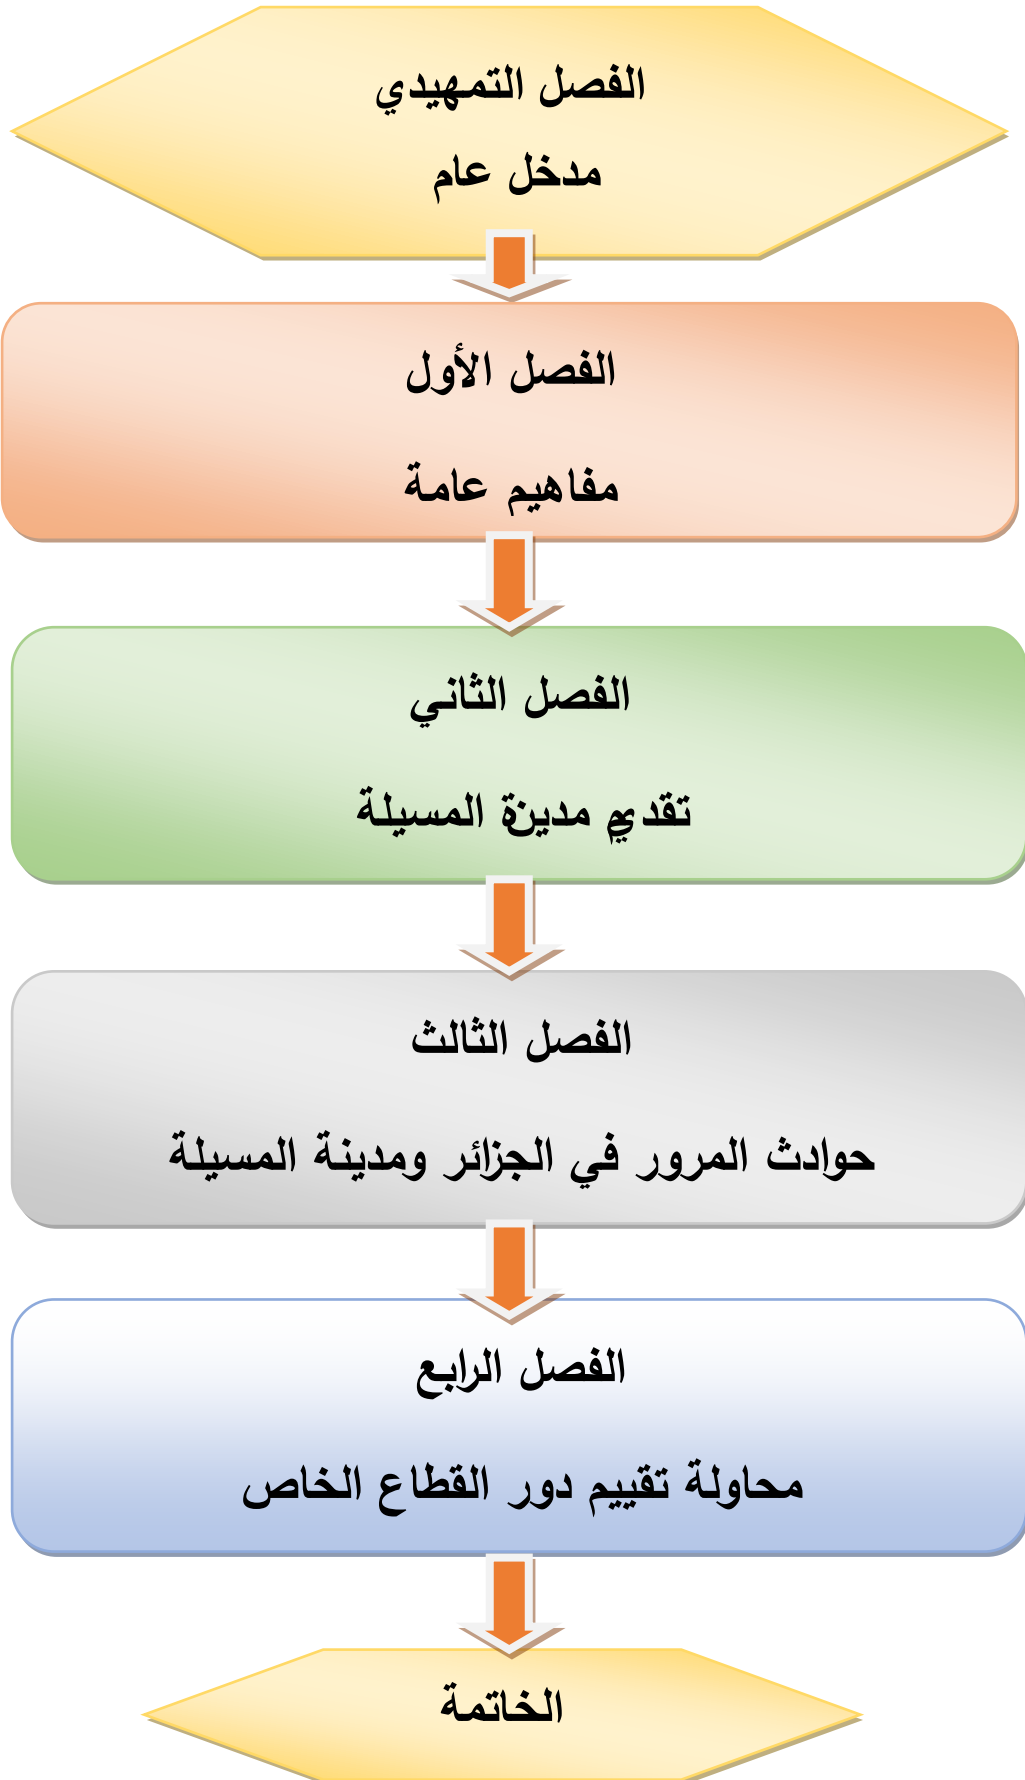 الفصل التمهيدي
مدخل عام
الفصل الأول
مفاهيم عامة
الفصل الثاني
تقديم مدينة المسيلة
الفصل الثالث
حوادث المرور في الجزائر ومدينة المسيلة
الفصل الرابع
محاولة تقييم دور القطاع الخاص
الخاتمة